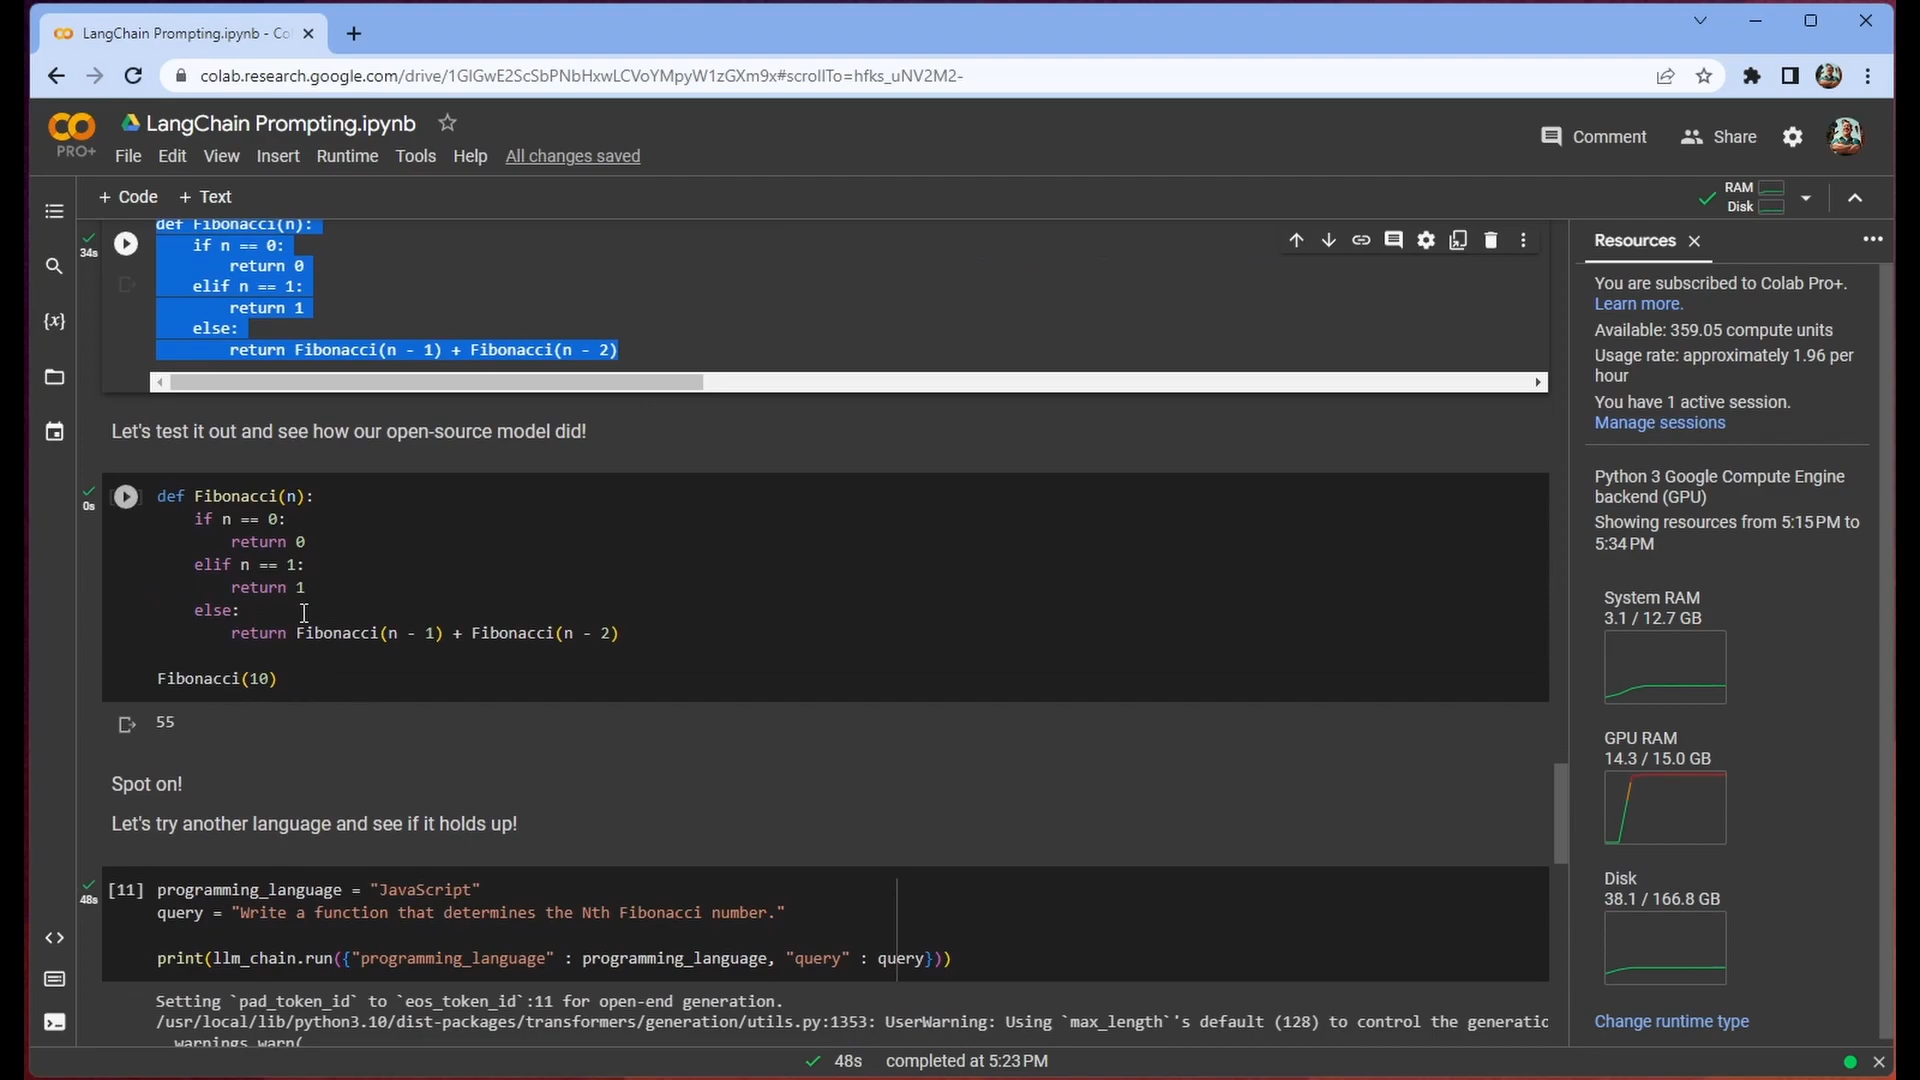 LangChain Prompting.ipynb - Co
colab.research.google.com/drive/1GIGwE2ScSbPNbHxwLCVoYMpyW1zGXm9x#scrollTo=hfks_uNV2M2-
PRO+
LangChain Prompting.ipynb
File Edit View Insert Runtime Tools Help All changes saved
Comment
Share
+ Code + Text
RAM
Disk
34s
def Fibonacci(n):
    if n == 0:
        return 0
    elif n == 1:
        return 1
    else:
        return Fibonacci(n - 1) + Fibonacci(n - 2)
Let's test it out and see how our open-source model did!
0s
def Fibonacci(n):
    if n == 0:
        return 0
    elif n == 1:
        return 1
    else:
        return Fibonacci(n - 1) + Fibonacci(n - 2)
Fibonacci(10)
55
Spot on!
Let's try another language and see if it holds up!
48s
[11] programming_language = "JavaScript"
query = "Write a function that determines the Nth Fibonacci number."
print(llm_chain.run({"programming_language" : programming_language, "query" : query}))
Setting `pad_token_id` to `eos_token_id`:11 for open-end generation.
/usr/local/lib/python3.10/dist-packages/transformers/generation/utils.py:1353: UserWarning: Using `max_length`'s default (128) to control the generatio
warnings.warn(
Resources
You are subscribed to Colab Pro+.
Learn more.
Available: 359.05 compute units
Usage rate: approximately 1.96 per
hour
You have 1 active session.
Manage sessions
Python 3 Google Compute Engine
backend (GPU)
Showing resources from 5:15 PM to
5:34 PM
System RAM
3.1 / 12.7 GB
GPU RAM
14.3 / 15.0 GB
Disk
38.1 / 166.8 GB
Change runtime type
48s completed at 5:23 PM